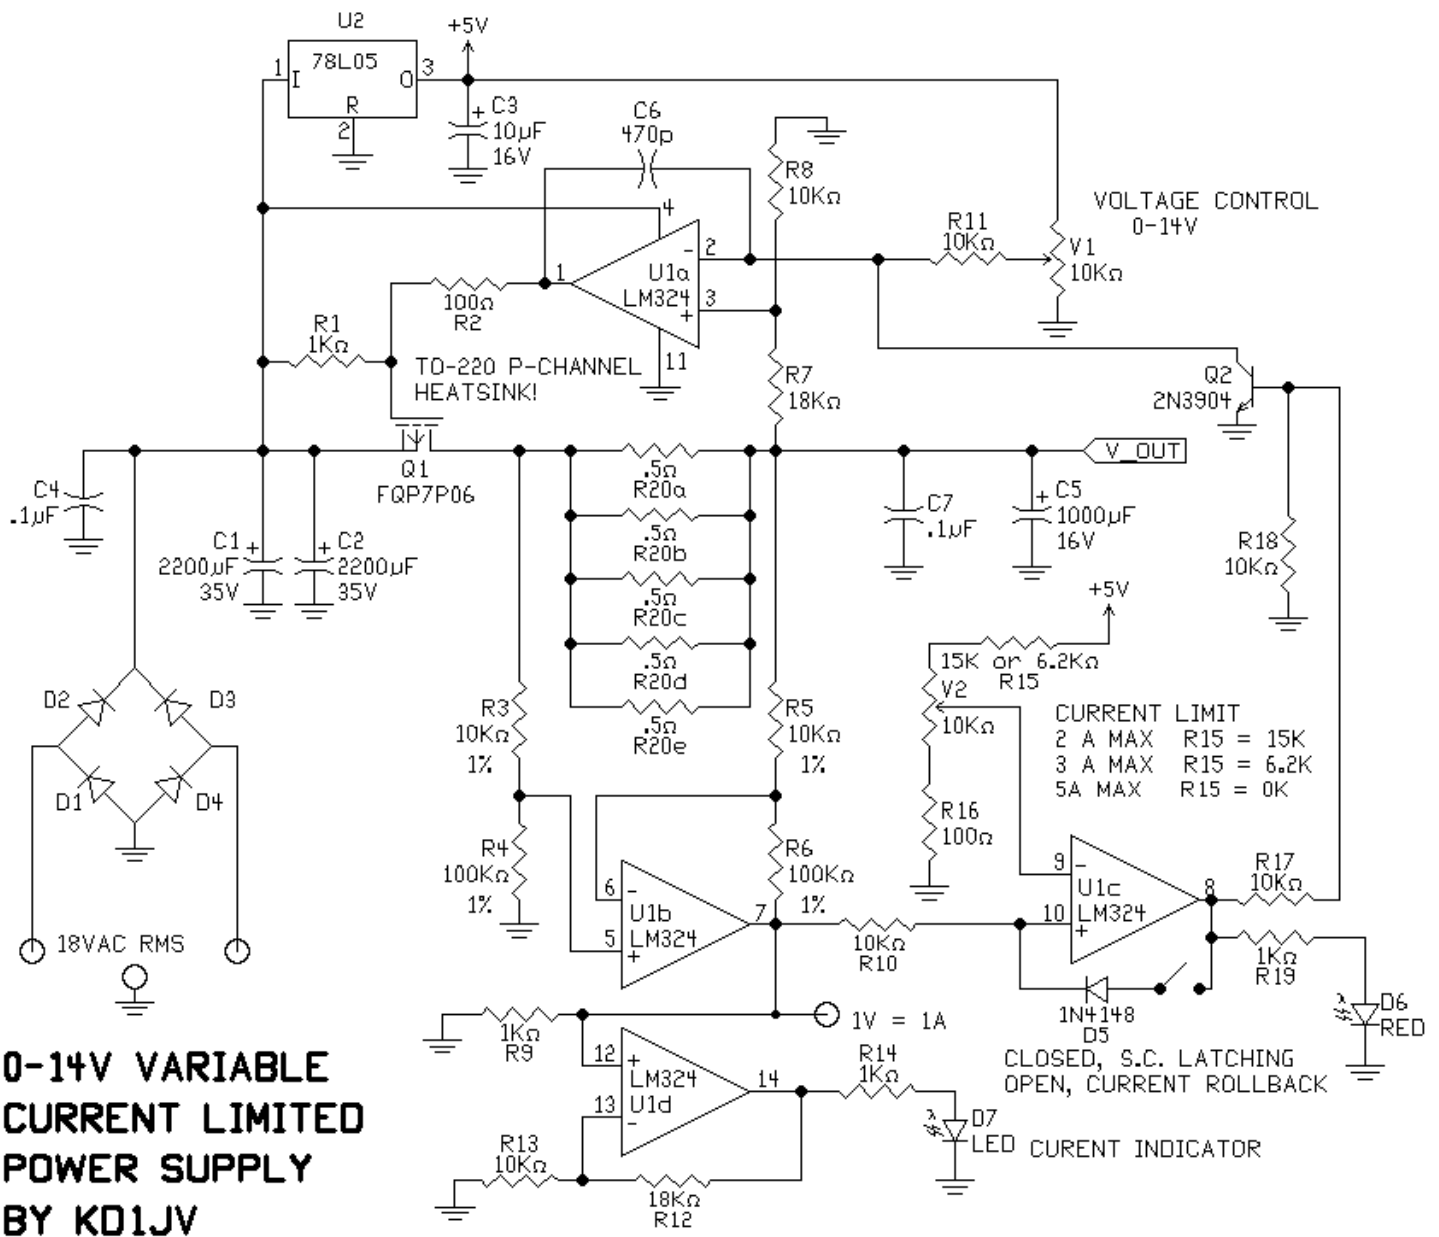 U2
78L05
1
I
O
3
R
2
+5V
+
C3
10µF
16V
C6
470p
R8
10KΩ
VOLTAGE CONTROL
0-14V
R11
10KΩ
V1
10KΩ
4
-
2
U1a
LM324
1
3
+
11
100Ω
R2
R1
1KΩ
TO-220 P-CHANNEL
HEATSINK!
R7
18KΩ
Q2
2N3904
V_OUT
Q1
FQP7P06
C4
.1µF
.5Ω
R20a
.5Ω
R20b
.5Ω
R20c
.5Ω
R20d
.5Ω
R20e
C7
.1µF
+
C5
1000µF
16V
R18
10KΩ
C1
+
2200µF
35V
+
C2
2200µF
35V
+5V
15K or 6.2KΩ
R15
V2
10KΩ
D2
D3
D1
D4
R3
10KΩ
1%
R5
10KΩ
1%
CURRENT LIMIT
2 A MAX R15 = 15K
3 A MAX R15 = 6.2K
5A MAX R15 = 0K
R16
100Ω
R4
100KΩ
1%
R6
100KΩ
1%
6
-
U1b
LM324
5
+
7
9
-
U1c
LM324
10
+
8
R17
10KΩ
10KΩ
R10
1KΩ
R19
18VAC RMS
1N4148
D5
D6
RED
CLOSED, S.C. LATCHING
OPEN, CURRENT ROLLBACK
1KΩ
R9
1V = 1A
12
+
LM324
U1d
13
-
14
R14
1KΩ
D7
LED
CURENT INDICATOR
R13
10KΩ
18KΩ
R12
0-14V VARIABLE
CURRENT LIMITED
POWER SUPPLY
BY KD1JV